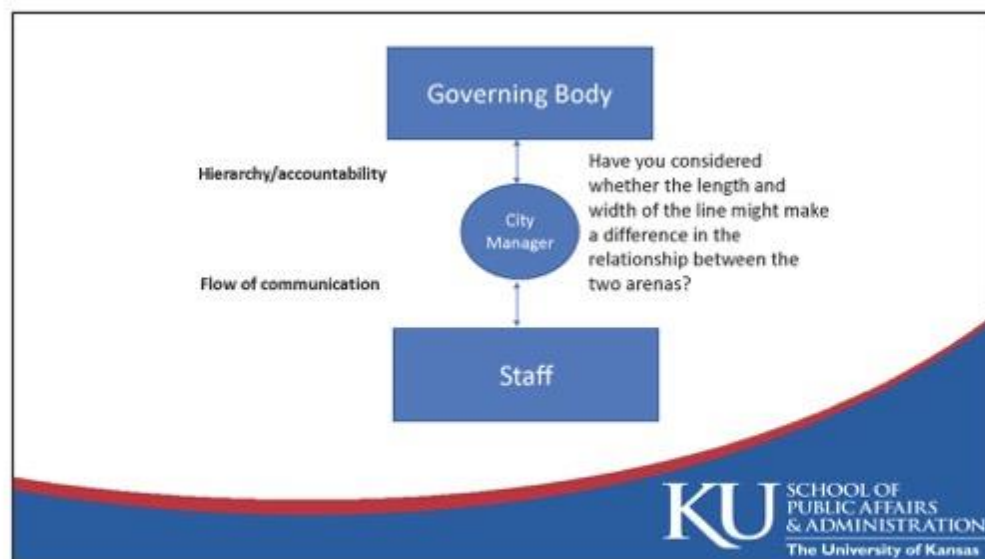 Governing Body
Hierarchy/accountability
Have you considered
whether the length and
width of the line might make
a difference in the
relationship between the
two arenas?
City
Manager
Flow of communication
Staff
KU SCHOOL OF
PUBLIC AFFAIRS
& ADMINISTRATION
The University of Kansas